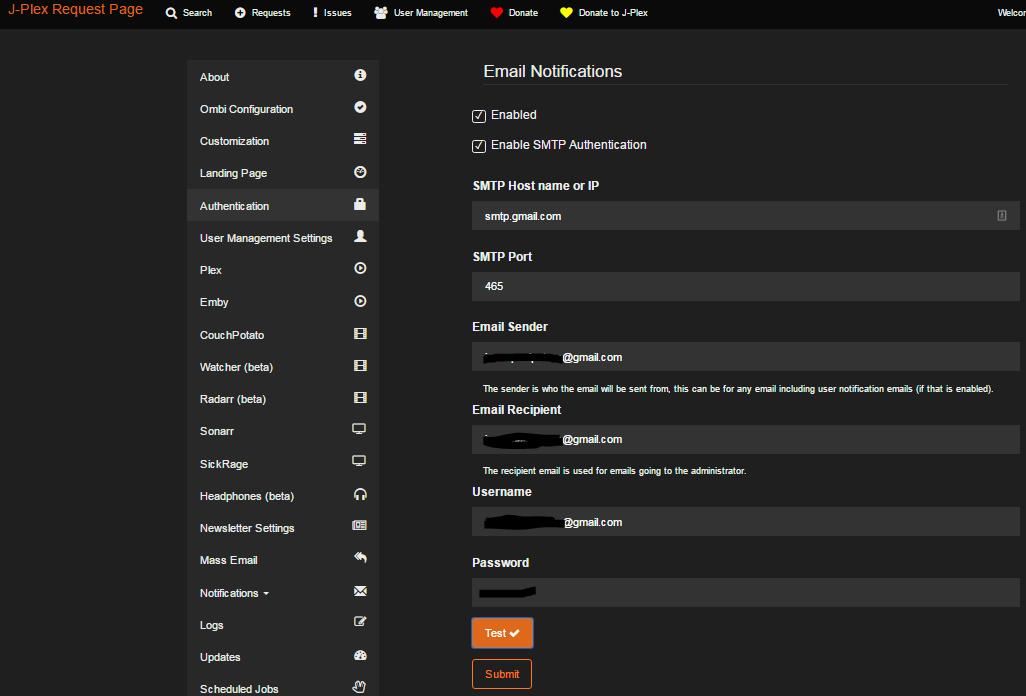 J-Plex Request Page Search Requests Issues User Management Donate Donate to J-Plex Welcor
About
Ombi Configuration
Customization
Landing Page
Authentication
User Management Settings
Plex
Emby
CouchPotato
Watcher (beta)
Radarr (beta)
Sonarr
SickRage
Headphones (beta)
Newsletter Settings
Mass Email
Notifications
Logs
Updates
Scheduled Jobs
Email Notifications
Enabled
Enable SMTP Authentication
SMTP Host name or IP
smtp.gmail.com
SMTP Port
465
Email Sender
@gmail.com
The sender is who the email will be sent from, this can be for any email including user notification emails (if that is enabled).
Email Recipient
@gmail.com
The recipient email is used for emails going to the administrator.
Username
@gmail.com
Password
Test
Submit